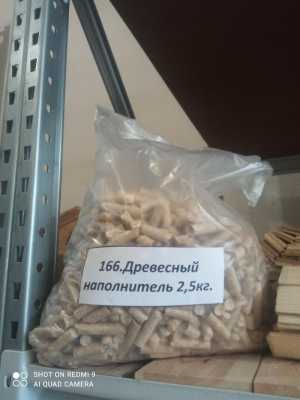 166.Древесный
наполнитель 2,5кг.
SHOT ON REDMI 9
AI QUAD CAMERA